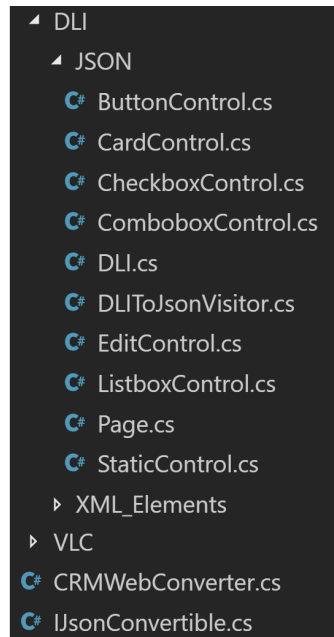 DLI
JSON
C# ButtonControl.cs
C# CardControl.cs
C# CheckboxControl.cs
C# ComboboxControl.cs
C# DLI.cs
C# DLIToJsonVisitor.cs
C# EditControl.cs
C# ListboxControl.cs
C# Page.cs
C# StaticControl.cs
XML_Elements
VLC
C# CRMWebConverter.cs
C# IJsonConvertible.cs